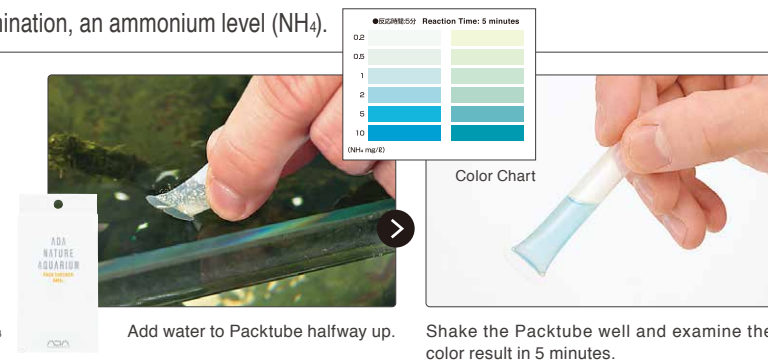 mination, an ammonium level (NH₄).
●反応時間:5分 Reaction Time: 5 minutes
0.2
0.5
1
2
5
10
(NH₄ mg/ℓ)
Color Chart
ADA
NATURE
AQUARIUM
ADA
Add water to Packtube halfway up.
Shake the Packtube well and examine the
color result in 5 minutes.